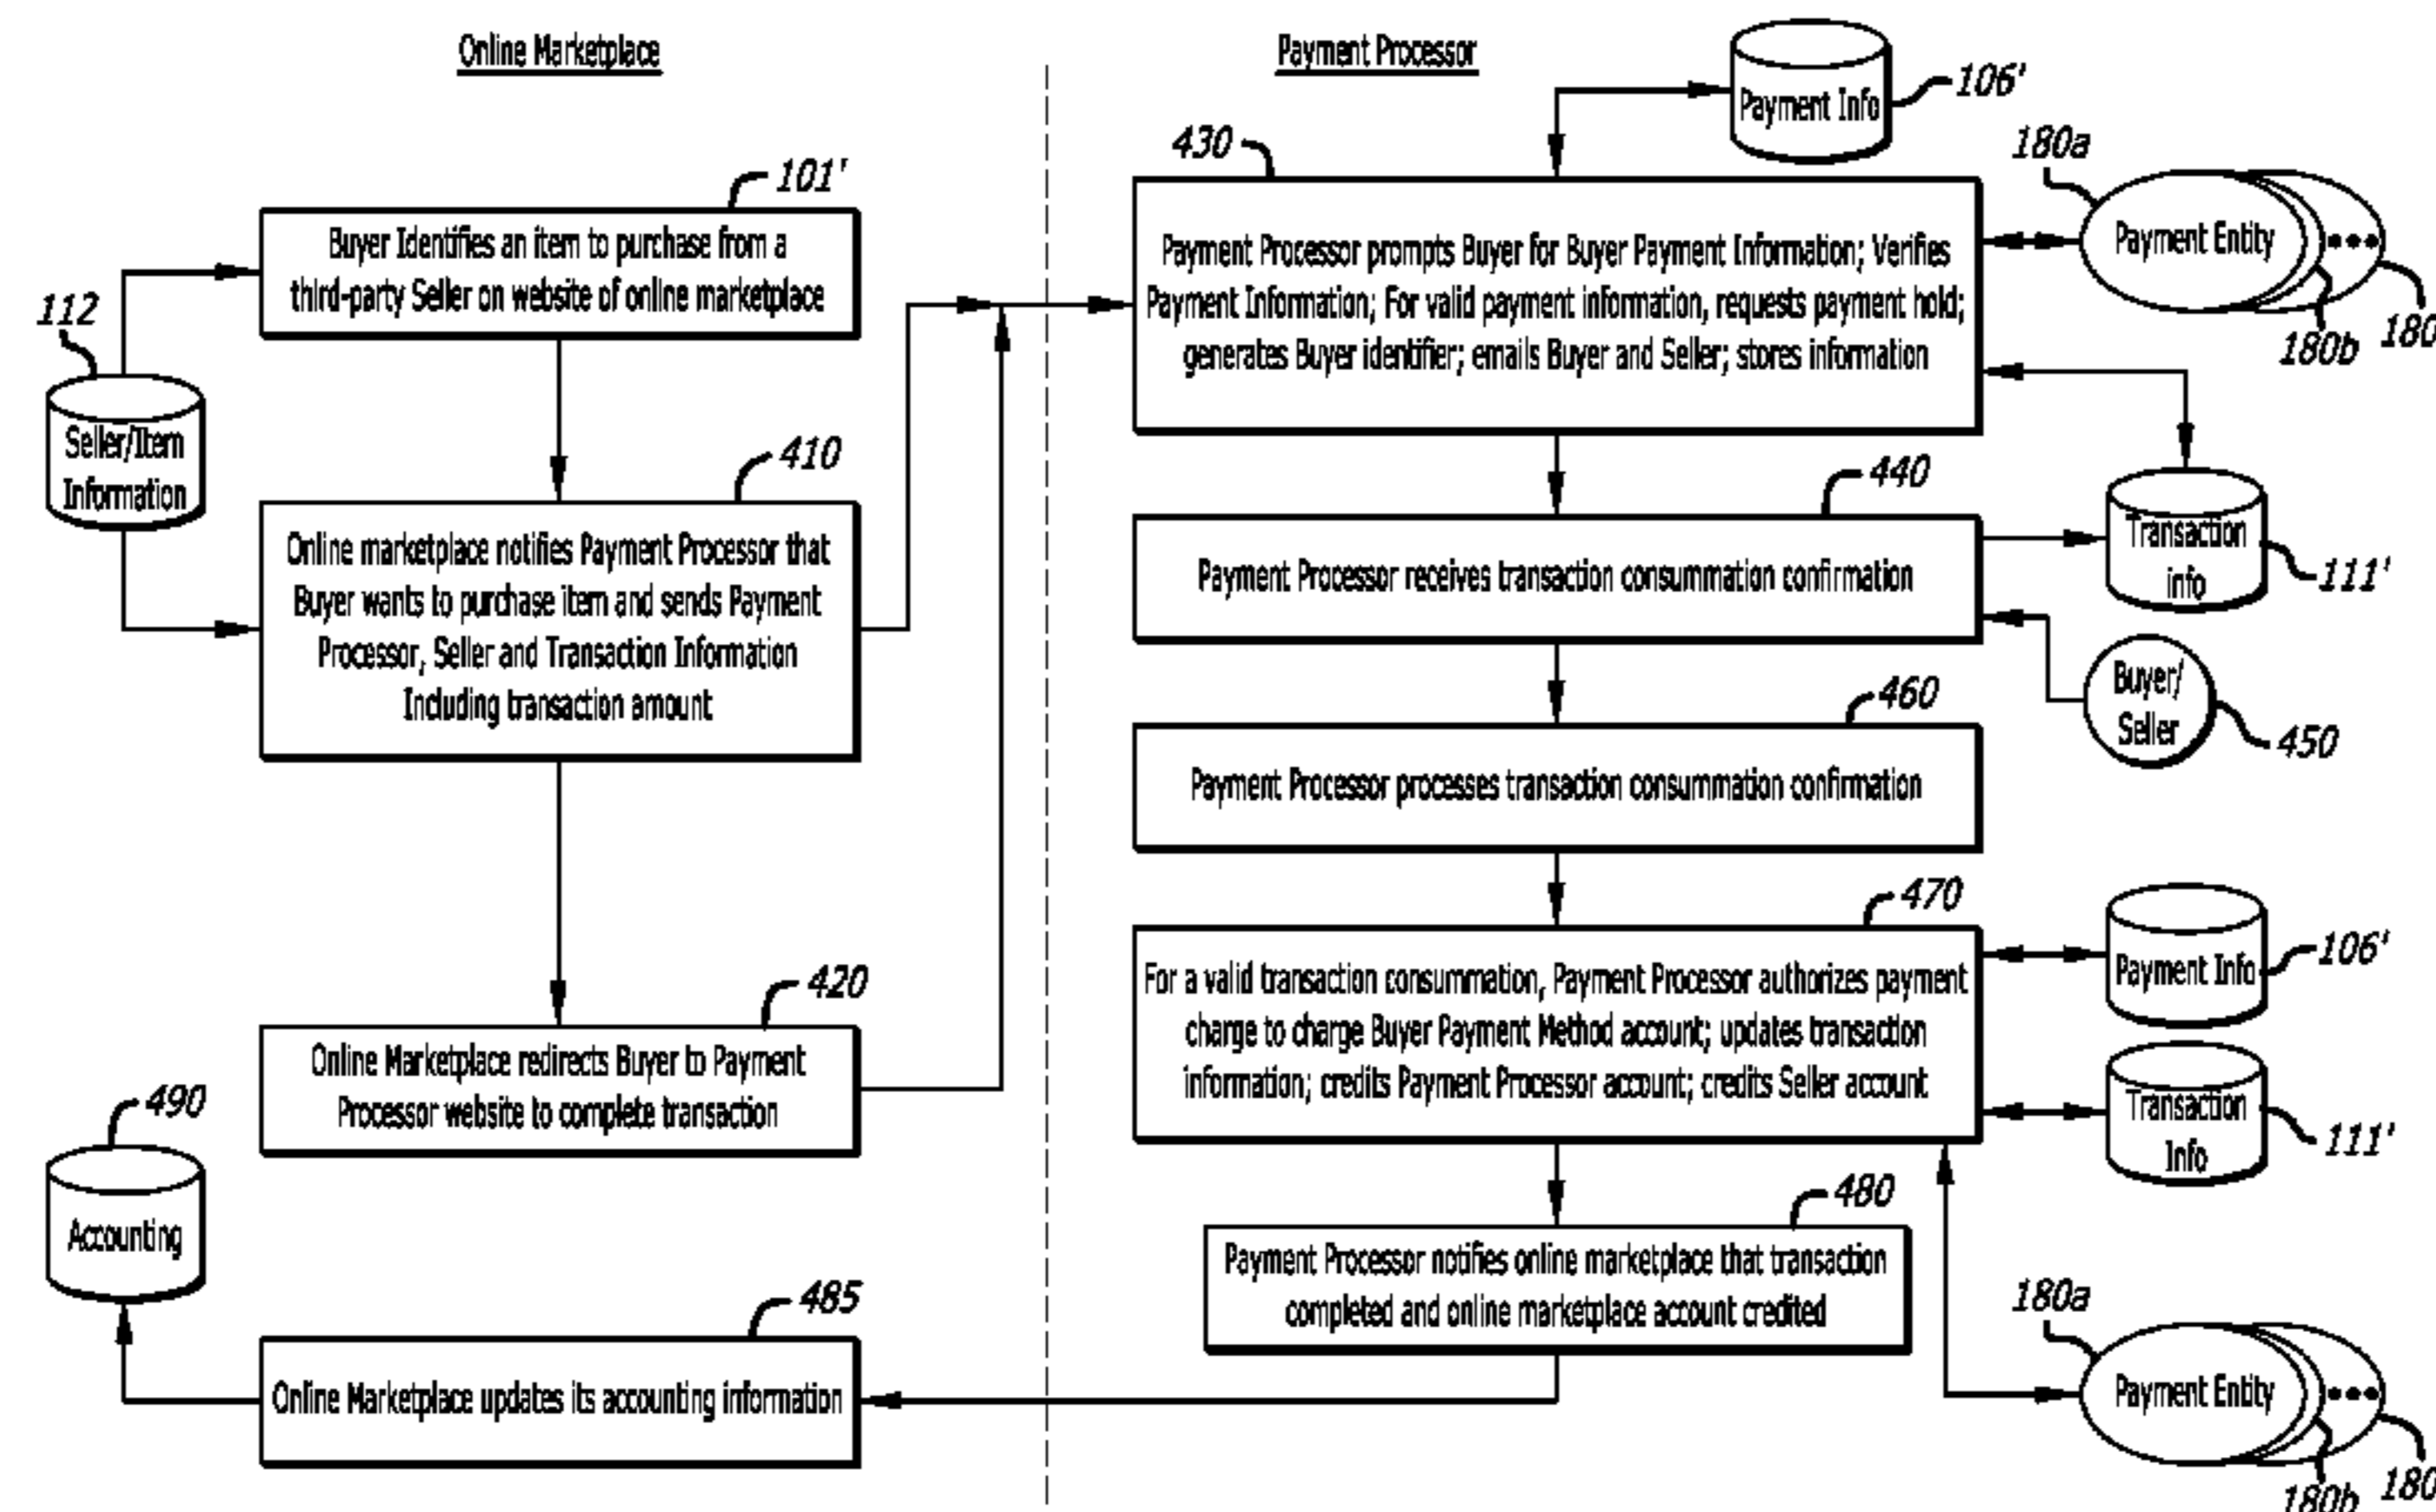 Online Marketplace
101'
Buyer Identifies an item to purchase from a
third-party Seller on website of online marketplace
112
Seller/Item
Information
410
Online marketplace notifies Payment Processor that
Buyer wants to purchase item and sends Payment
Processor, Seller and Transaction Information
Including transaction amount
420
Online Marketplace redirects Buyer to Payment
Processor website to complete transaction
490
Accounting
485
Online Marketplace updates its accounting information
Payment Processor
Payment Info
106'
430
Payment Processor prompts Buyer for Buyer Payment Information; Verifies
Payment Information; For valid payment information, requests payment hold;
generates Buyer identifier; emails Buyer and Seller; stores information
180a
Payment Entity
180b
180
440
Payment Processor receives transaction consummation confirmation
Transaction
info
111'
Buyer/
Seller
450
460
Payment Processor processes transaction consummation confirmation
470
For a valid transaction consummation, Payment Processor authorizes payment
charge to charge Buyer Payment Method account; updates transaction
information; credits Payment Processor account; credits Seller account
Payment Info
106'
Transaction
Info
111'
480
Payment Processor notifies online marketplace that transaction
completed and online marketplace account credited
180a
Payment Entity
180b
180